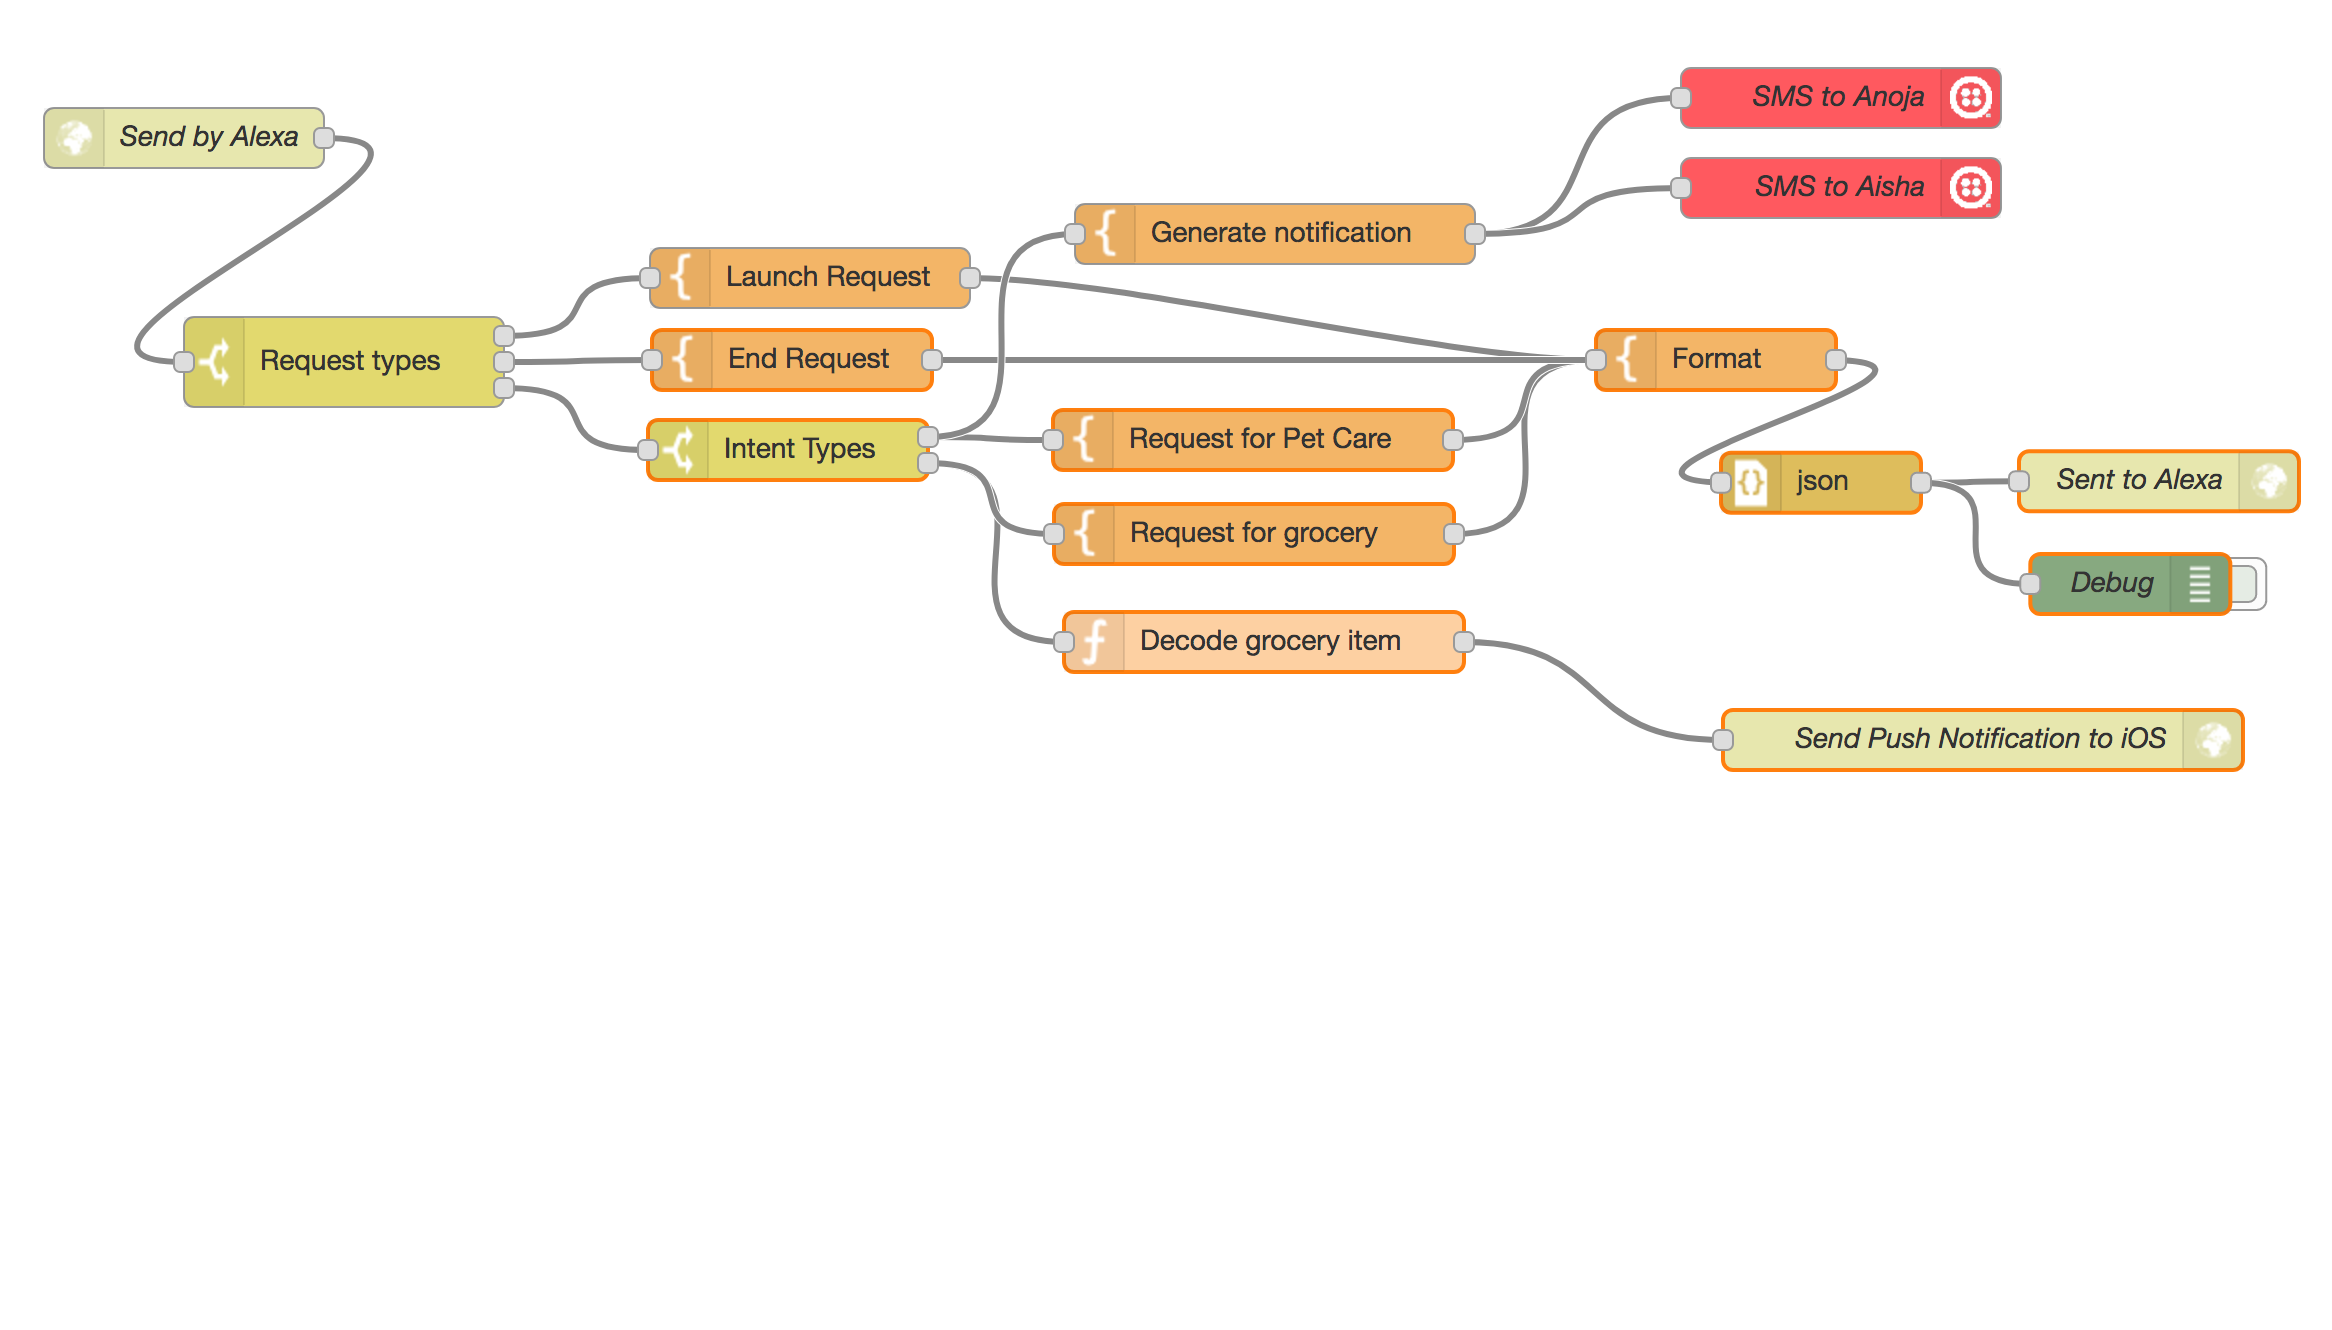 Send by Alexa
Request types
Launch Request
End Request
Intent Types
Generate notification
Request for Pet Care
Request for grocery
Decode grocery item
SMS to Anoja
SMS to Aisha
Format
json
Sent to Alexa
Debug
Send Push Notification to iOS